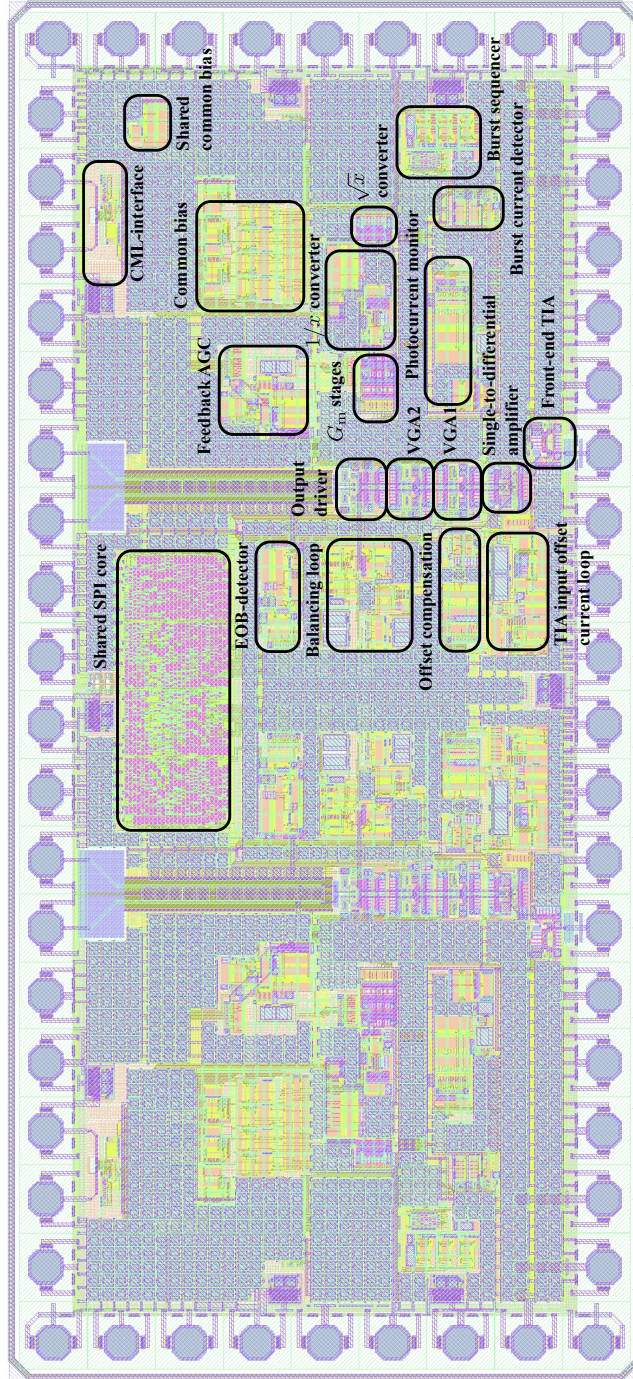 Shared SPI core
EOB-detector
Balancing loop
Offset compensation
TIA input offset
current loop
Output
driver
VGA2
VGA1
Single-to-differential
amplifier
Front-end TIA
Feedback AGC
Gm stages
1/x converter
Photocurrent monitor
√x
converter
Common bias
CML-interface
Shared
common bias
Burst sequencer
Burst current detector